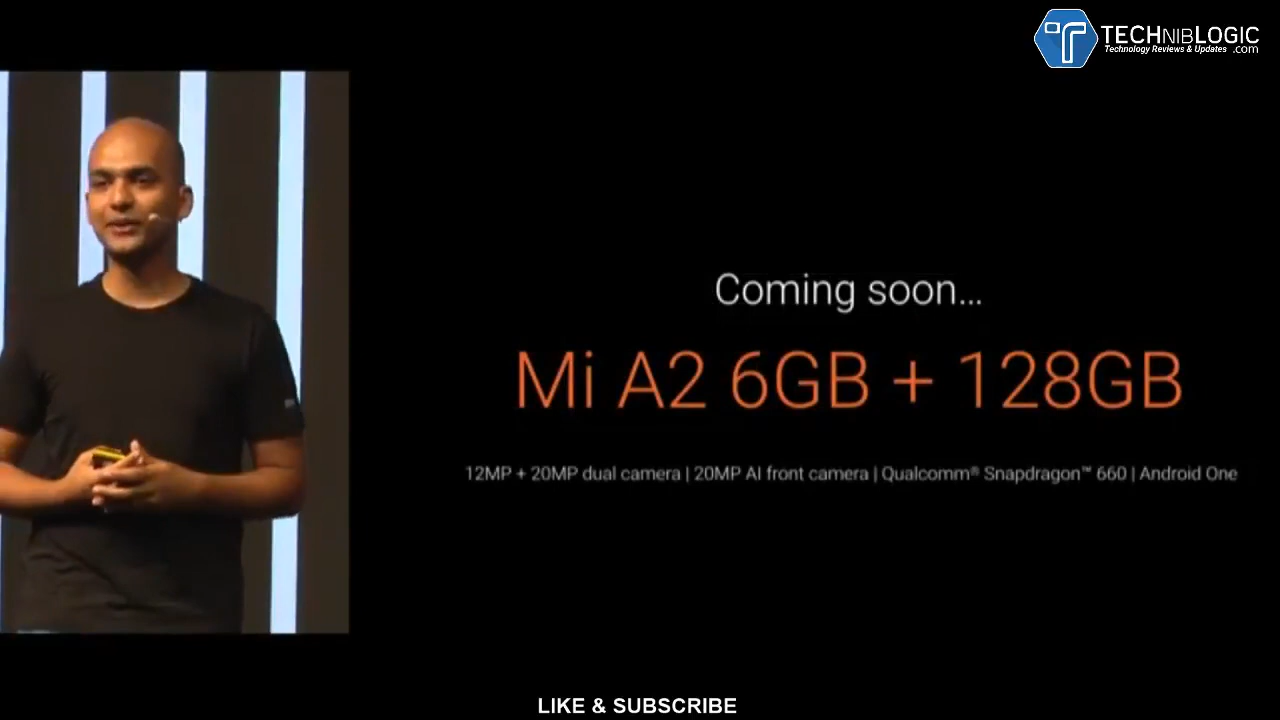 TECHNIBLOGIC
Technology Reviews & Updates .com
Coming soon...
Mi A2 6GB + 128GB
12MP + 20MP dual camera | 20MP AI front camera | Qualcomm® Snapdragon™ 660 | Android One
LIKE & SUBSCRIBE